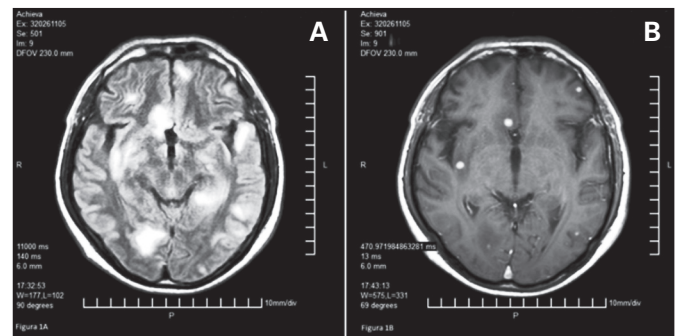 Achieva
Ex: 320261105
Se: 501
Im: 9
DFOV 230.0 mm
A
R
L
11000 ms
140 ms
6.0 mm
17:32:53
W=177,L=102
90 degrees
10mm/div
P
Figura 1A
Achieva
Ex: 320261105
Se: 901
Im: 9
DFOV 230.0 mm
B
R
L
470.971984863281 ms
13 ms
6.0 mm
17:43:13
W=575,L=331
69 degrees
10mm/div
P
Figura 1B